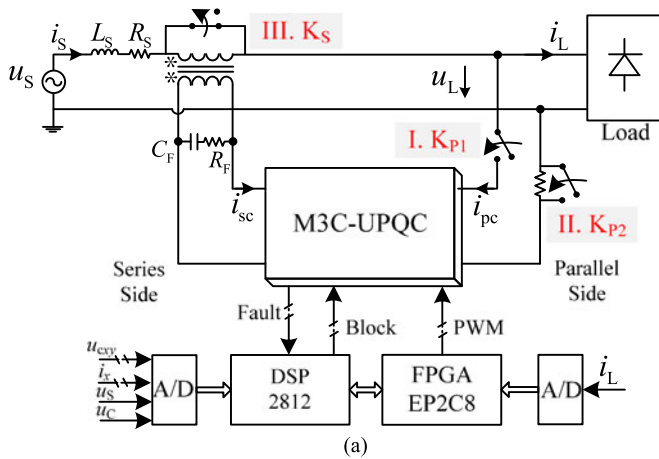 III. K_S
i_S
L_S
R_S
i_L
u_S
*
*
u_L
Load
C_F
R_F
I. K_P1
i_sc
i_pc
M3C-UPQC
II. K_P2
Series
Side
Parallel
Side
Fault
Block
PWM
u_cxy
i_x
u_S
u_C
A/D
DSP
2812
FPGA
EP2C8
A/D
i_L
(a)